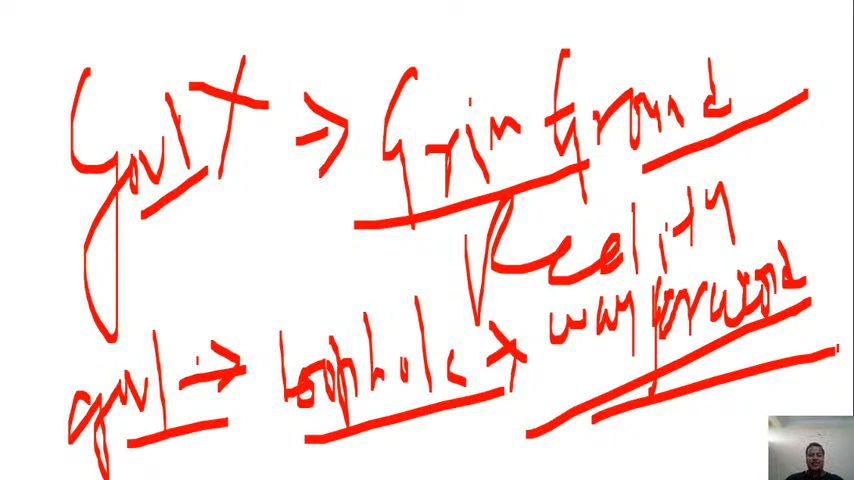 Govt X → Grim Ground
Reality
govt → loophole → way forward